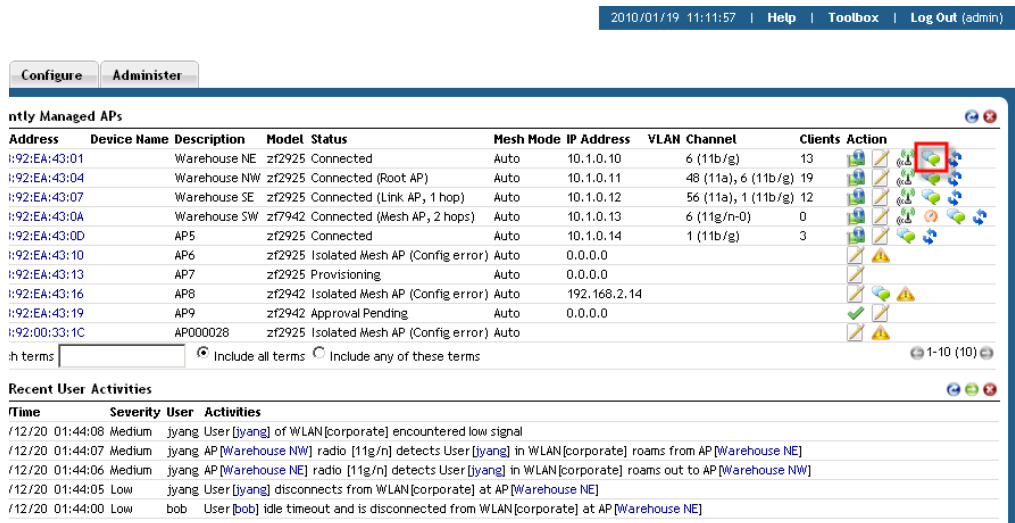 2010/01/19 11:11:57 | Help | Toolbox | Log Out (admin)
Configure Administer
ntly Managed APs
Address Device Name Description Model Status Mesh Mode IP Address VLAN Channel Clients Action
:92:EA:43:01 Warehouse NE zf2925 Connected Auto 10.1.0.10 6 (11b/g) 13
:92:EA:43:04 Warehouse NW zf2925 Connected (Root AP) Auto 10.1.0.11 48 (11a), 6 (11b/g) 19
:92:EA:43:07 Warehouse SE zf2925 Connected (Link AP, 1 hop) Auto 10.1.0.12 56 (11a), 1 (11b/g) 12
:92:EA:43:0A Warehouse SW zf7942 Connected (Mesh AP, 2 hops) Auto 10.1.0.13 6 (11g/n-0) 0
:92:EA:43:0D AP5 zf2925 Connected Auto 10.1.0.14 1 (11b/g) 3
:92:EA:43:10 AP6 zf2925 Isolated Mesh AP (Config error) Auto 0.0.0.0
:92:EA:43:13 AP7 zf2925 Provisioning Auto 0.0.0.0
:92:EA:43:16 AP8 zf2942 Isolated Mesh AP (Config error) Auto 192.168.2.14
:92:EA:43:19 AP9 zf2942 Approval Pending Auto 0.0.0.0
:92:00:33:1C AP000028 zf2925 Isolated Mesh AP (Config error) Auto
h terms Include all terms Include any of these terms 1-10 (10)
Recent User Activities
/Time Severity User Activities
/12/20 01:44:08 Medium jyang User [jyang] of WLAN[corporate] encountered low signal
/12/20 01:44:07 Medium jyang AP[Warehouse NW] radio [11g/n] detects User[jyang] in WLAN[corporate] roams from AP[Warehouse NE]
/12/20 01:44:06 Medium jyang AP[Warehouse NE] radio [11g/n] detects User[jyang] in WLAN[corporate] roams out to AP[Warehouse NW]
/12/20 01:44:05 Low jyang User[jyang] disconnects from WLAN[corporate] at AP[Warehouse NE]
/12/20 01:44:00 Low bob User[bob] idle timeout and is disconnected from WLAN[corporate] at AP[Warehouse NE]